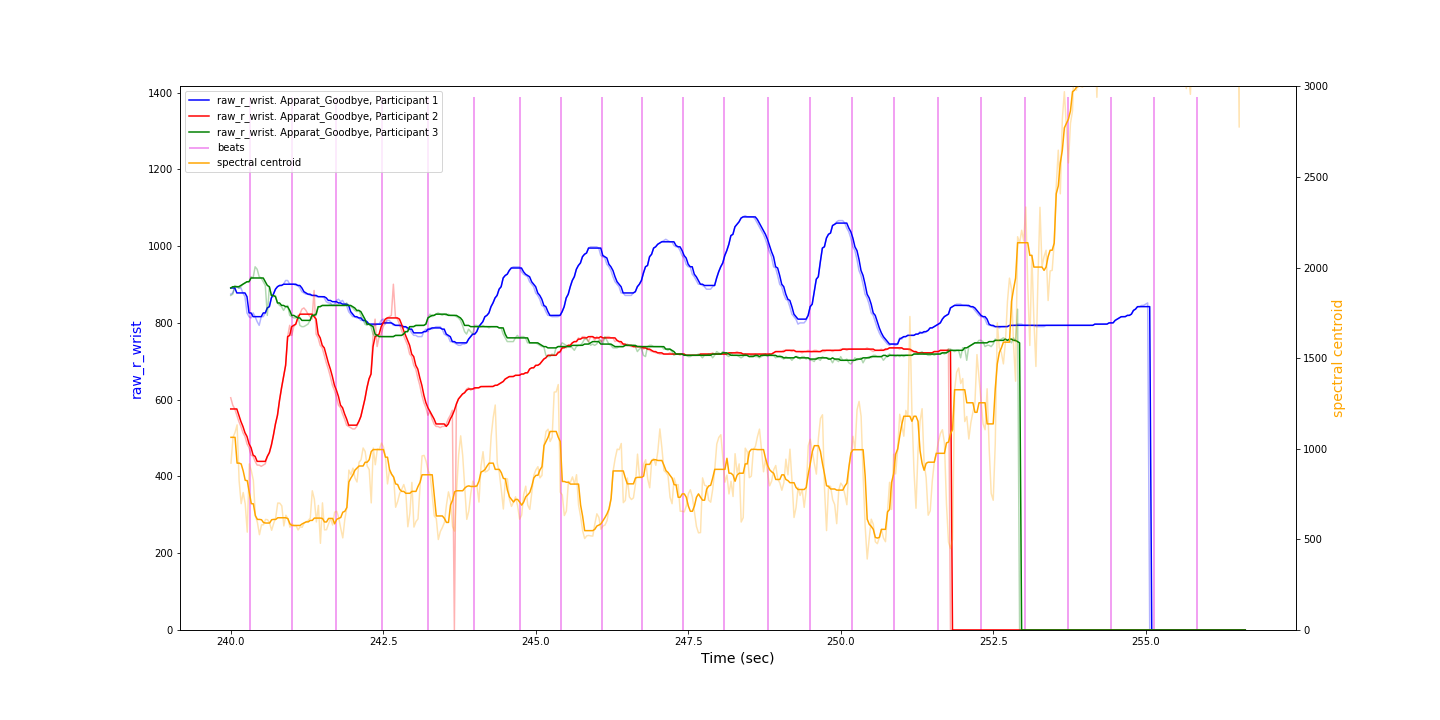 raw_r_wrist. Apparat_Goodbye, Participant 1
raw_r_wrist. Apparat_Goodbye, Participant 2
raw_r_wrist. Apparat_Goodbye, Participant 3
beats
spectral centroid
1400
1200
1000
800
600
400
200
0
raw_r_wrist
3000
2500
2000
1500
1000
500
0
spectral centroid
240.0 242.5 245.0 247.5 250.0 252.5 255.0
Time (sec)